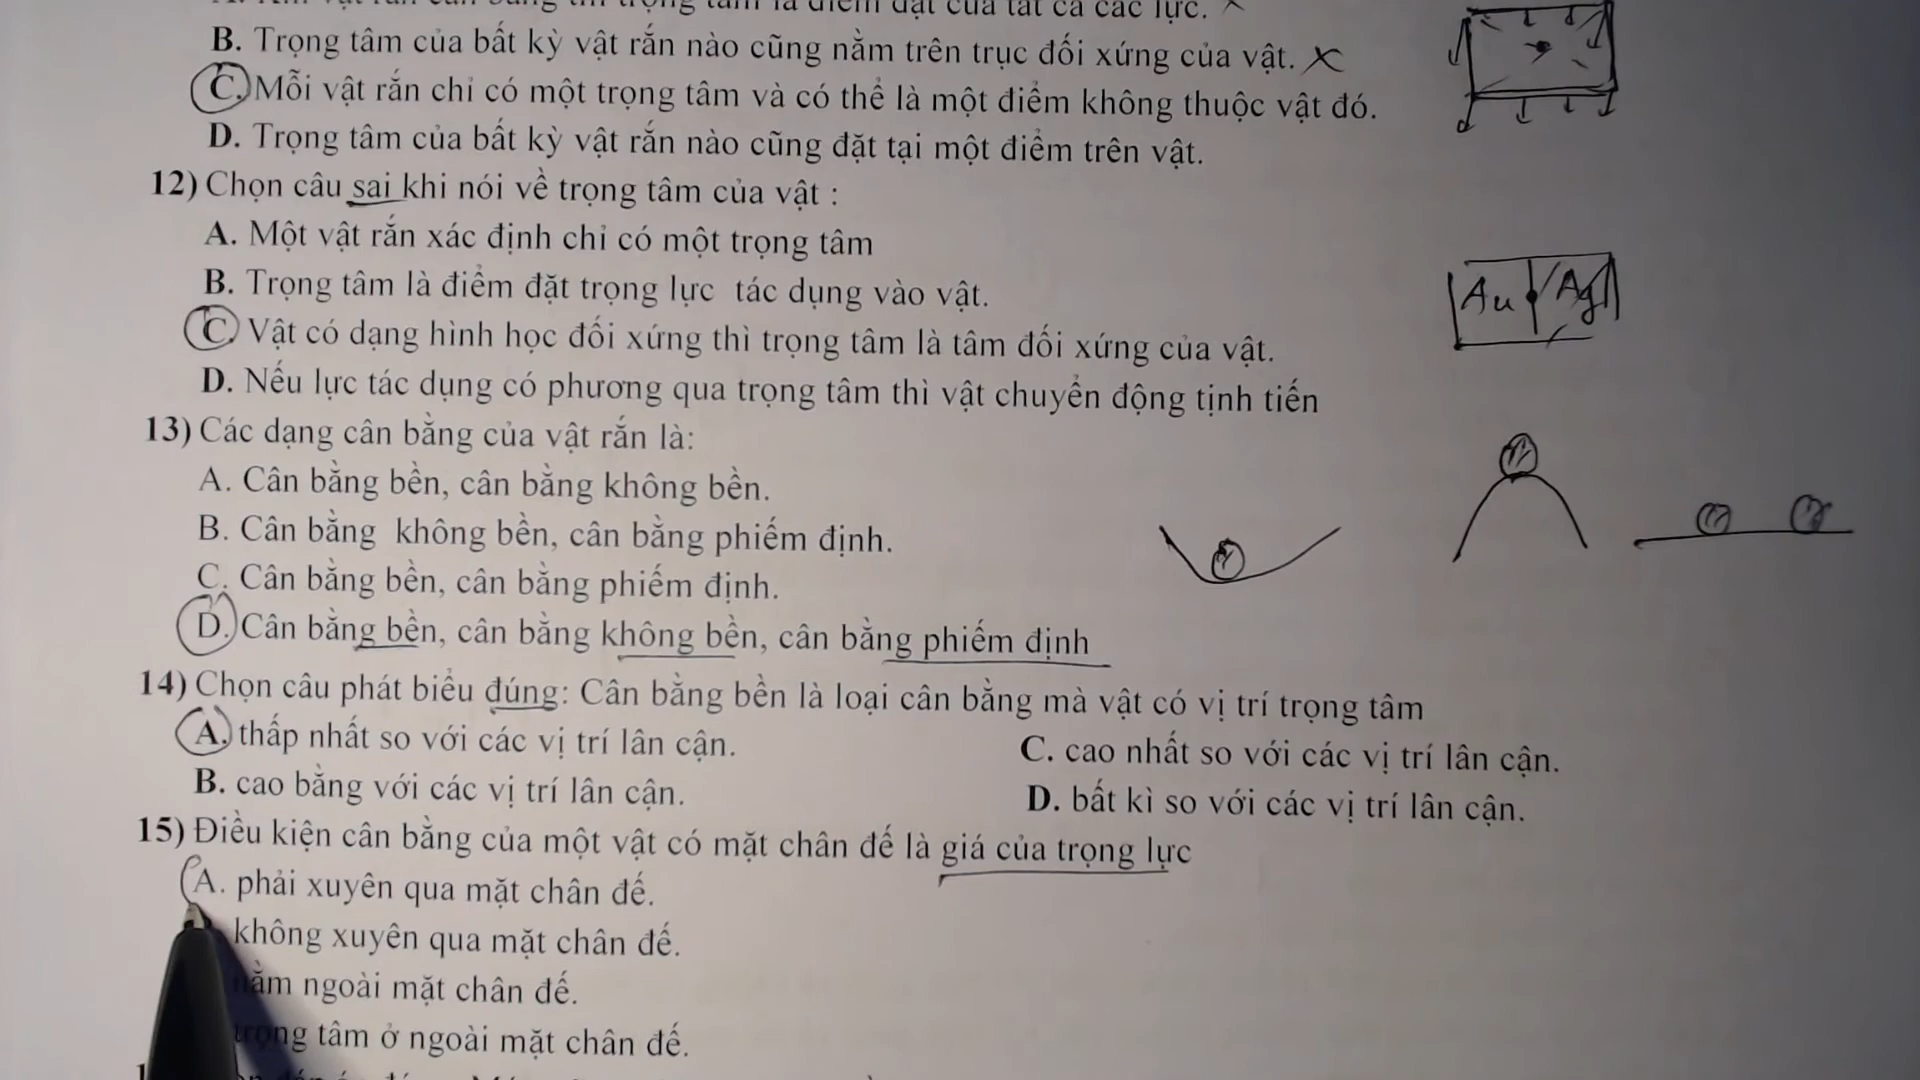 B. Trọng tâm của bất kỳ vật rắn nào cũng nằm trên trục đối xứng của vật.
C. Mỗi vật rắn chỉ có một trọng tâm và có thể là một điểm không thuộc vật đó.
D. Trọng tâm của bất kỳ vật rắn nào cũng đặt tại một điểm trên vật.
12) Chọn câu sai khi nói về trọng tâm của vật :
A. Một vật rắn xác định chỉ có một trọng tâm
B. Trọng tâm là điểm đặt trọng lực tác dụng vào vật.
Au Ag
C Vật có dạng hình học đối xứng thì trọng tâm là tâm đối xứng của vật.
D. Nếu lực tác dụng có phương qua trọng tâm thì vật chuyển động tịnh tiến
13) Các dạng cân bằng của vật rắn là:
A. Cân bằng bền, cân bằng không bền.
B. Cân bằng không bền, cân bằng phiếm định.
C. Cân bằng bền, cân bằng phiếm định.
D. Cân bằng bền, cân bằng không bền, cân bằng phiếm định
14) Chọn câu phát biểu đúng: Cân bằng bền là loại cân bằng mà vật có vị trí trọng tâm
A. thấp nhất so với các vị trí lân cận. C. cao nhất so với các vị trí lân cận.
B. cao bằng với các vị trí lân cận. D. bất kì so với các vị trí lân cận.
15) Điều kiện cân bằng của một vật có mặt chân đế là giá của trọng lực
A. phải xuyên qua mặt chân đế.
không xuyên qua mặt chân đế.
nằm ngoài mặt chân đế.
trọng tâm ở ngoài mặt chân đế.